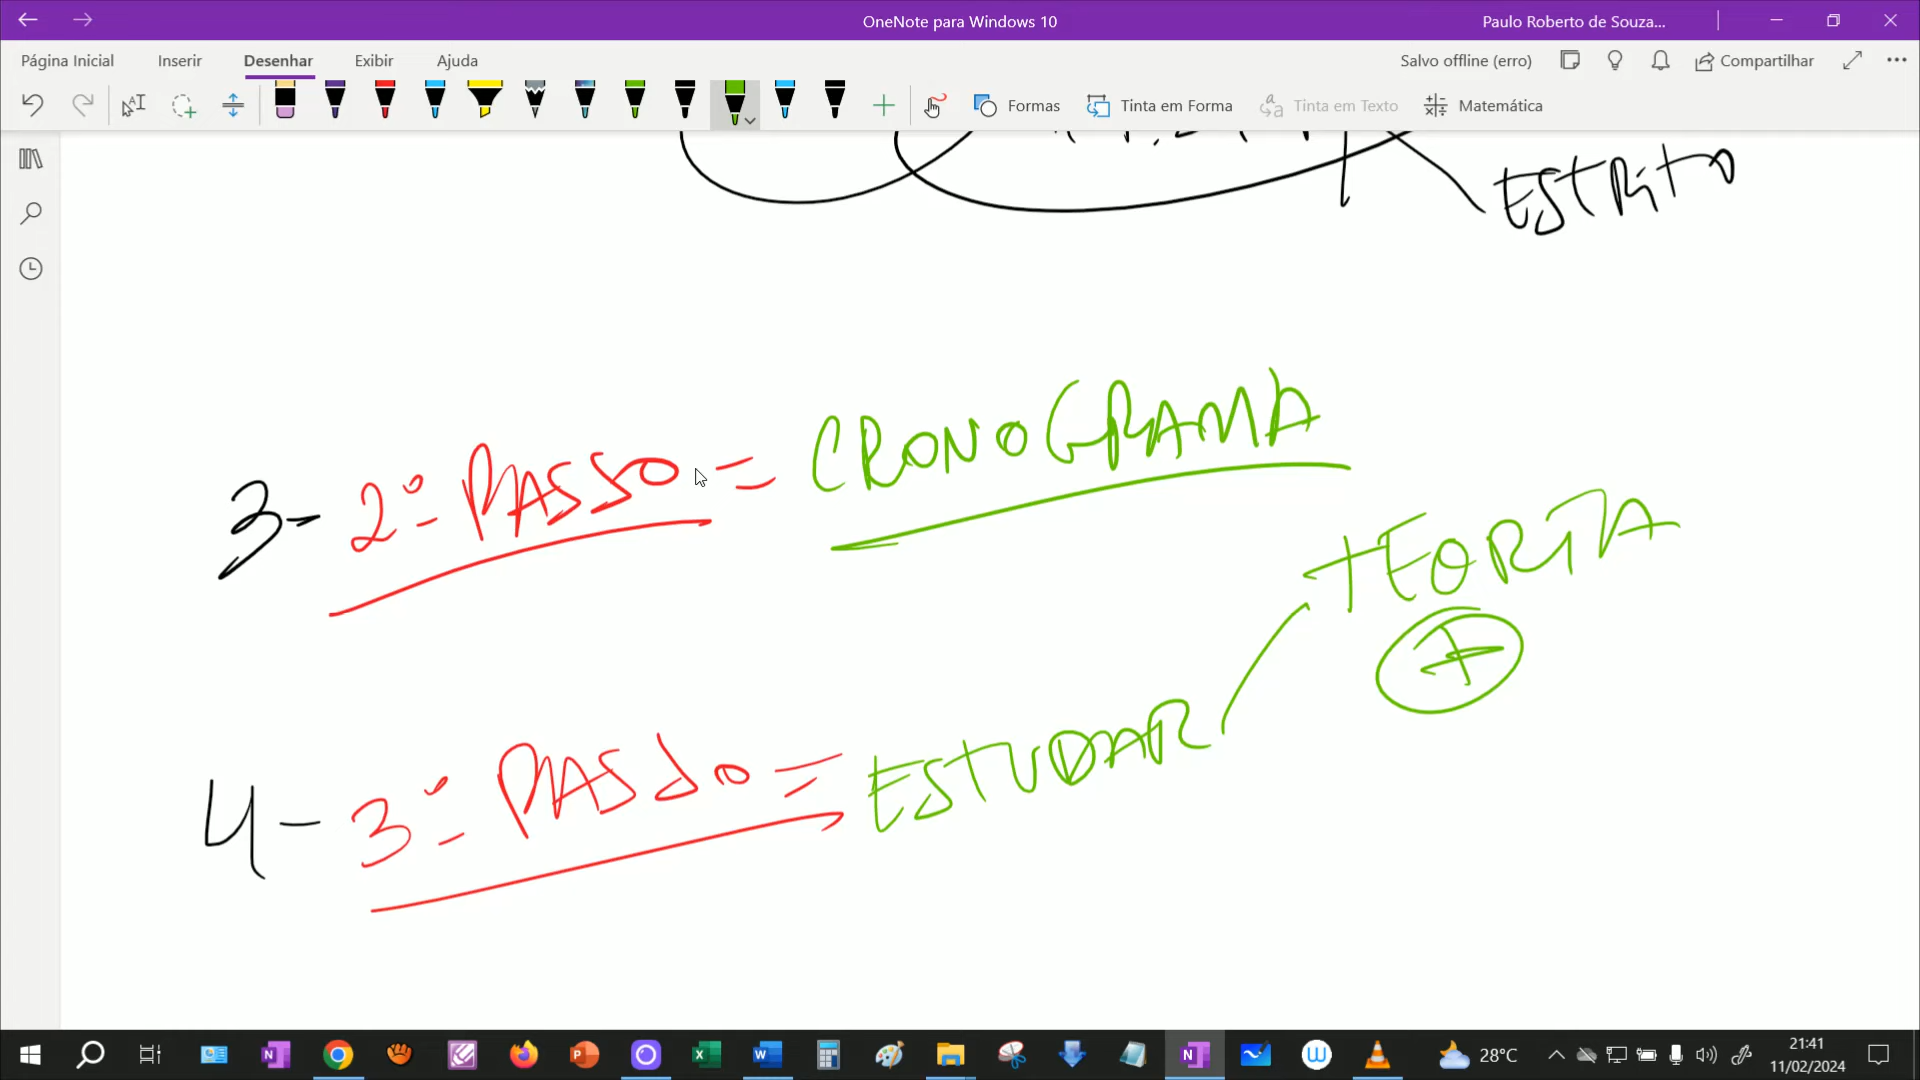 OneNote para Windows 10
Paulo Roberto de Souza...
Página Inicial Inserir Desenhar Exibir Ajuda
Salvo offline (erro) Compartilhar
Formas Tinta em Forma Tinta em Texto Matemática
ESTRITO
3- 2º PASSO = CRONOGRAMA
TEORIA
+
4- 3º PASSO = ESTUDAR
28°C
21:41
11/02/2024